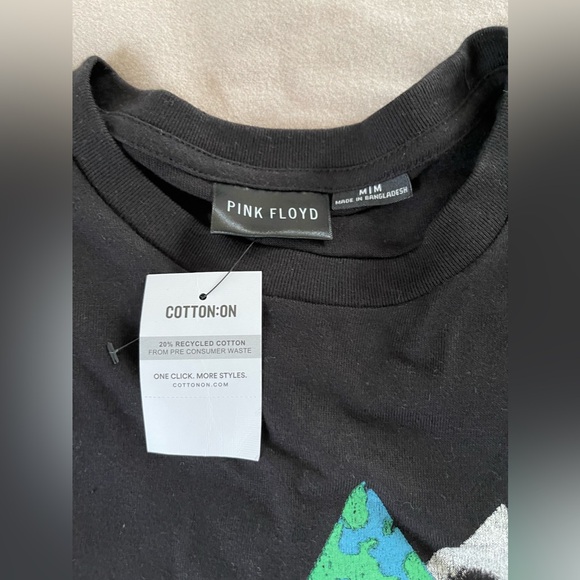 PINK FLOYD
M|M
MADE IN BANGLADESH
COTTON:ON
20% RECYCLED COTTON
FROM PRE CONSUMER WASTE
ONE CLICK. MORE STYLES.
COTTONON.COM